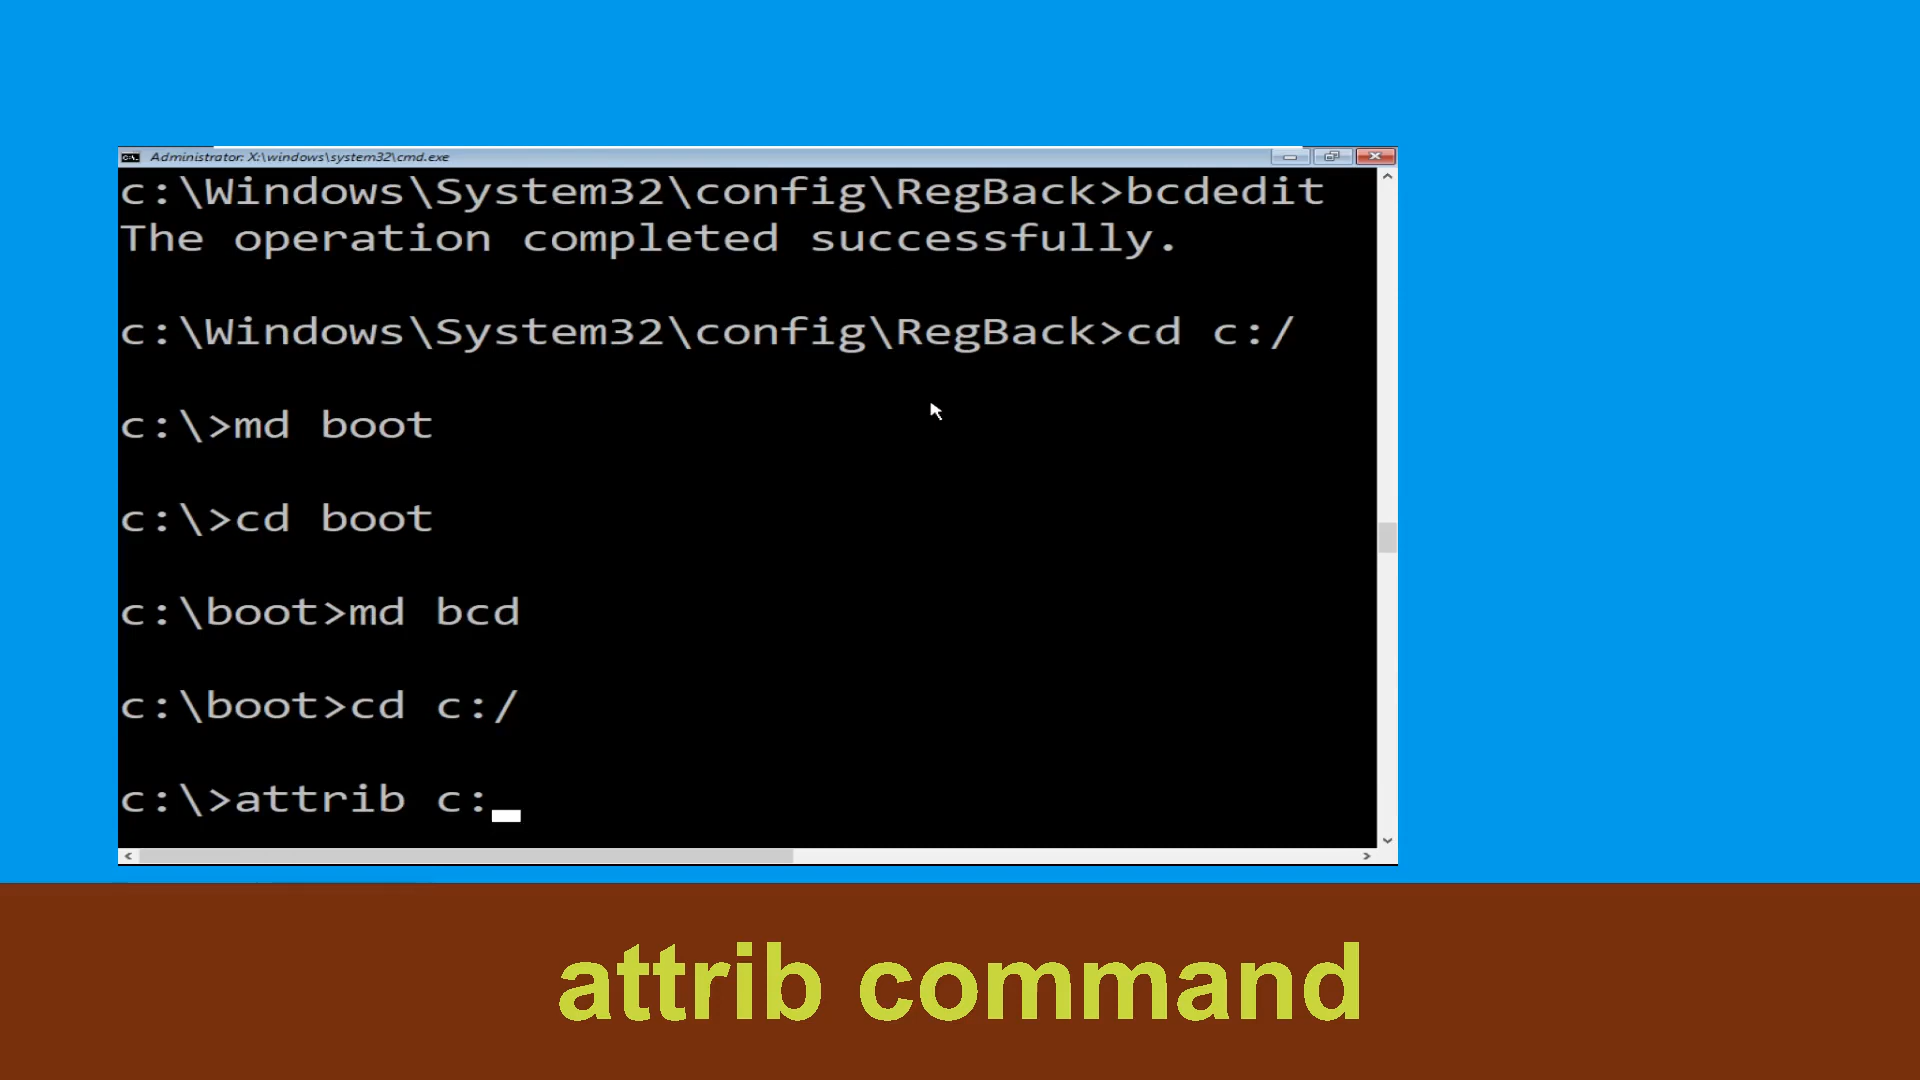 Administrator: X:\windows\system32\cmd.exe
c:\Windows\System32\config\RegBack>bcdedit
The operation completed successfully.
c:\Windows\System32\config\RegBack>cd c:/
c:\>md boot
c:\>cd boot
c:\boot>md bcd
c:\boot>cd c:/
c:\>attrib c:
attrib command